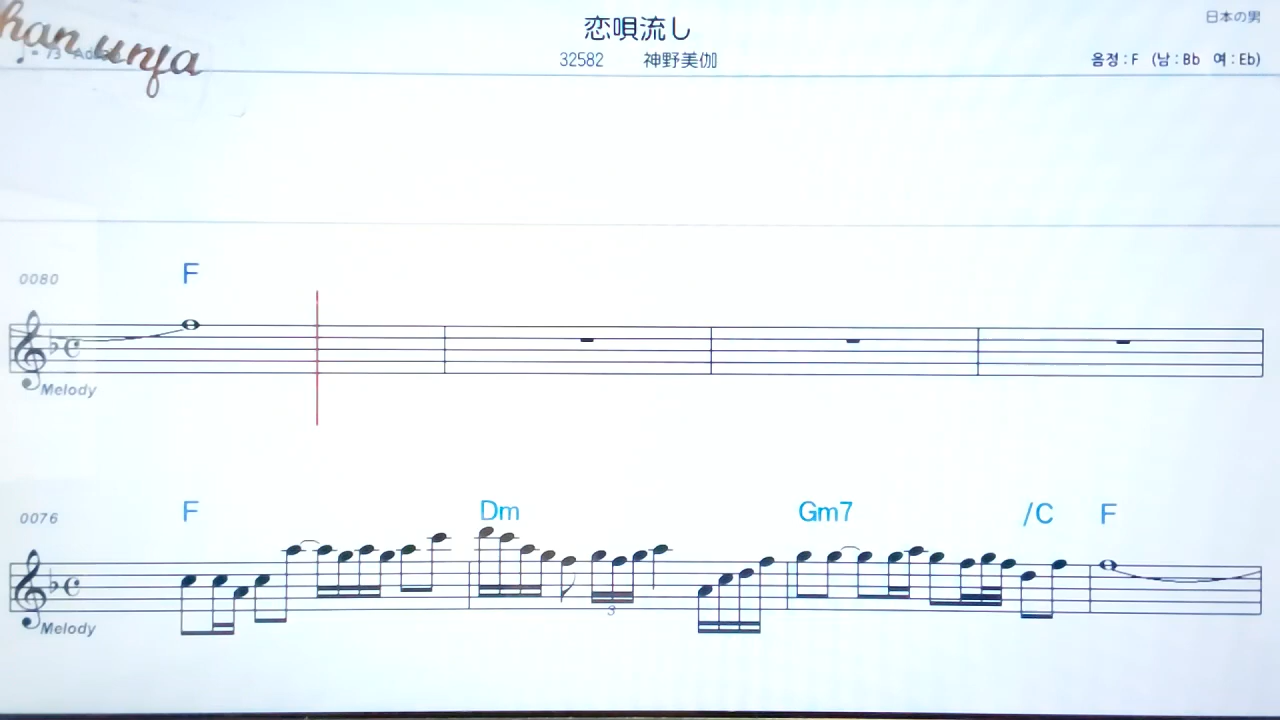 han unja
恋唄流し
日本の男
32582 神野美伽
음정 : F (남 : Bb 여 : Eb)
0080 F
Melody
0076 F Dm Gm7 /C F
3
Melody